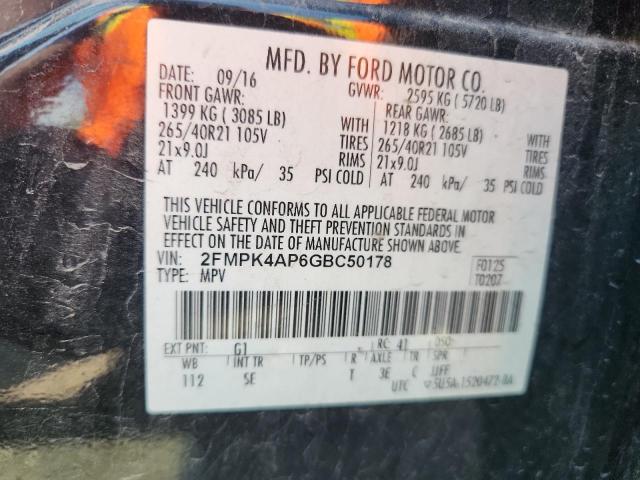 MFD. BY FORD MOTOR CO.
DATE: 09/16 GVWR: 2595 KG ( 5720 LB)
FRONT GAWR: REAR GAWR:
1399 KG ( 3085 LB) WITH 1218 KG ( 2685 LB) WITH
265/40R21 105V TIRES 265/40R21 105V TIRES
21x9.0J RIMS 21x9.0J RIMS
AT 240 kPa/ 35 PSI COLD AT 240 kPa/ 35 PSI COLD
THIS VEHICLE CONFORMS TO ALL APPLICABLE FEDERAL MOTOR
VEHICLE SAFETY AND THEFT PREVENTION STANDARDS IN
EFFECT ON THE DATE OF MANUFACTURE SHOWN ABOVE.
VIN: 2FMPK4AP6GBC50178 F0125
TYPE: MPV T0207
EXT PNT: G1 RC: 41 DSO:
WB INT TR TP/PS R AXLE TR SPR
112 SE T 3E C LIFE
UTC